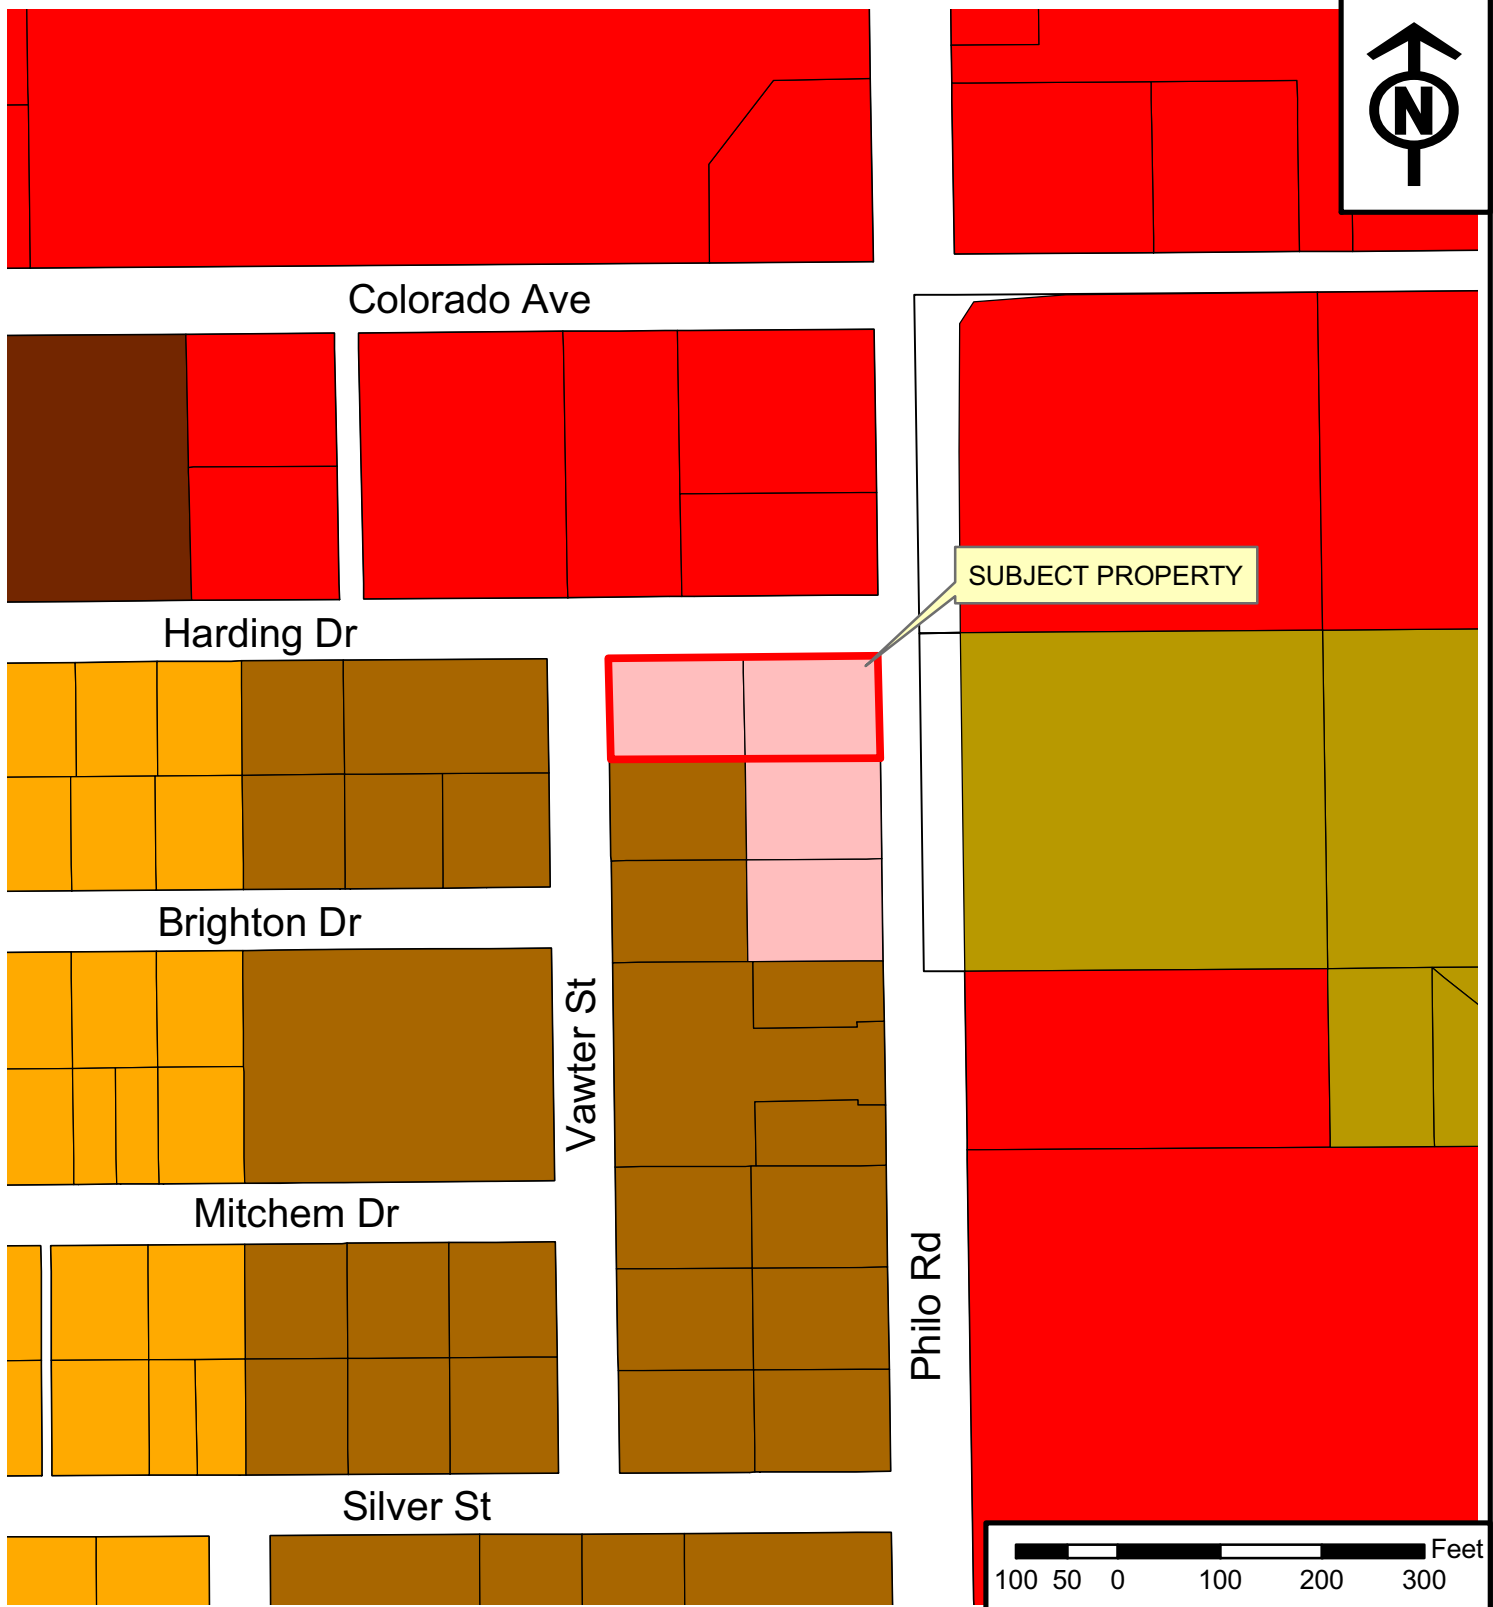 N
Colorado Ave
SUBJECT PROPERTY
Harding Dr
Brighton Dr
Vawter St
Mitchem Dr
Philo Rd
Silver St
Feet
100 50 0 100 200 300